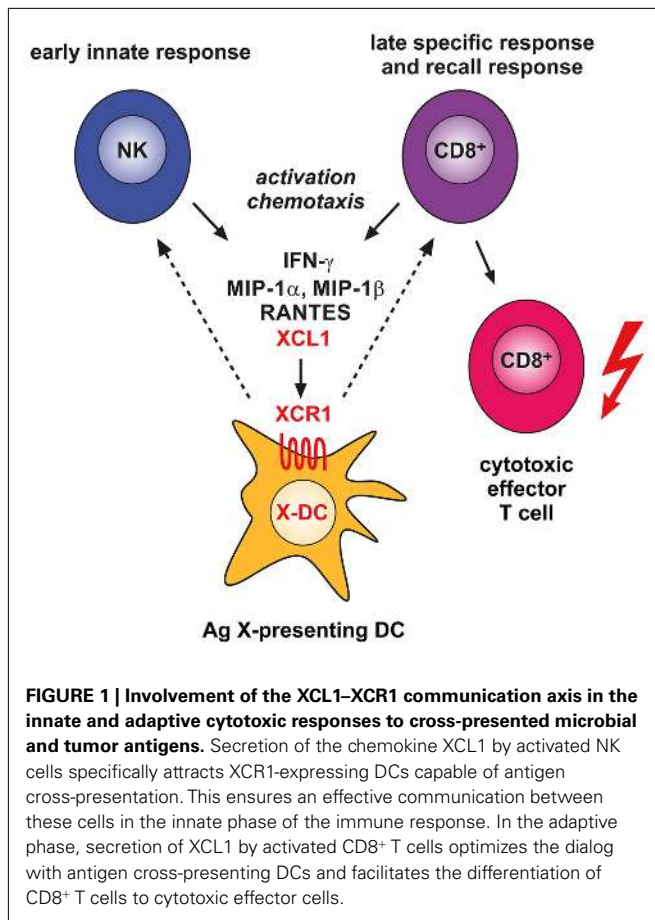 early innate response
late specific response
and recall response
NK
CD8+
activation
chemotaxis
IFN-γ
MIP-1α, MIP-1β
RANTES
XCL1
XCR1
CD8+
X-DC
cytotoxic
effector
T cell
Ag X-presenting DC
FIGURE 1 | Involvement of the XCL1–XCR1 communication axis in the
innate and adaptive cytotoxic responses to cross-presented microbial
and tumor antigens. Secretion of the chemokine XCL1 by activated NK
cells specifically attracts XCR1-expressing DCs capable of antigen
cross-presentation. This ensures an effective communication between
these cells in the innate phase of the immune response. In the adaptive
phase, secretion of XCL1 by activated CD8+ T cells optimizes the dialog
with antigen cross-presenting DCs and facilitates the differentiation of
CD8+ T cells to cytotoxic effector cells.